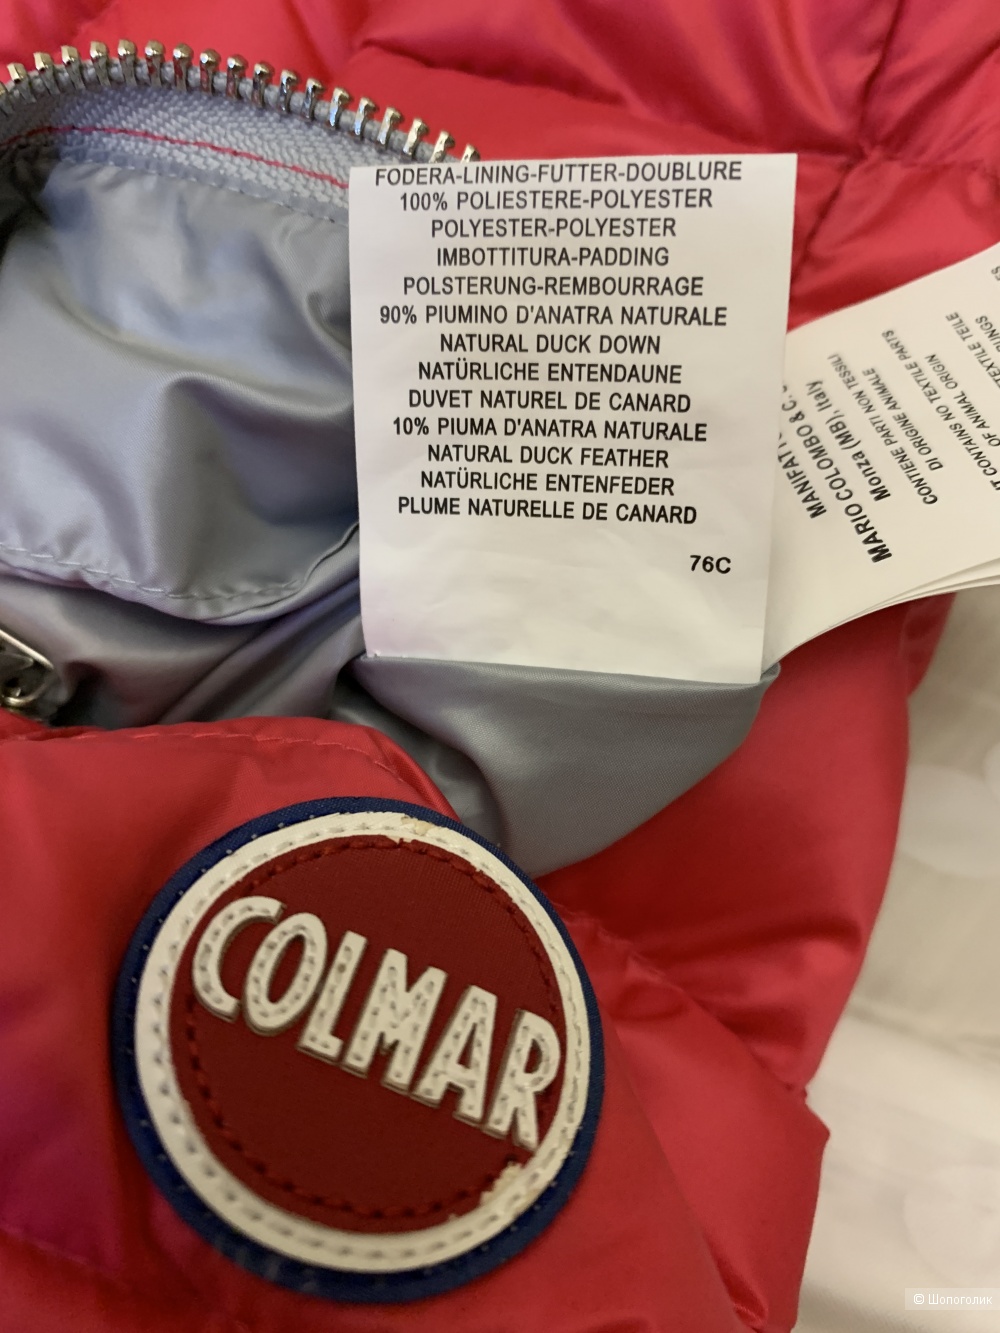 FODERA-LINING-FUTTER-DOUBLURE
100% POLIESTERE-POLYESTER
POLYESTER-POLYESTER
IMBOTTITURA-PADDING
POLSTERUNG-REMBOURRAGE
90% PIUMINO D'ANATRA NATURALE
NATURAL DUCK DOWN
NATÜRLICHE ENTENDAUNE
DUVET NATUREL DE CANARD
10% PIUMA D'ANATRA NATURALE
NATURAL DUCK FEATHER
NATÜRLICHE ENTENFEDER
PLUME NATURELLE DE CANARD
76C
MARIO COLOMBO & C.
Monza (MB), Italy
CONTIENE PARTI NON TESSILI
DI ORIGINE ANIMALE
CONTAINS NO TEXTILE PARTS
OF ANIMAL ORIGIN
TEXTILE TEILE
COLMAR
© Шопоголик